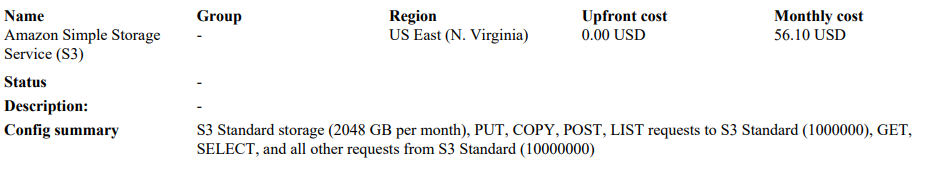 Name Group Region Upfront cost Monthly cost
Amazon Simple Storage - US East (N. Virginia) 0.00 USD 56.10 USD
Service (S3)
Status -
Description: -
Config summary S3 Standard storage (2048 GB per month), PUT, COPY, POST, LIST requests to S3 Standard (1000000), GET,
SELECT, and all other requests from S3 Standard (10000000)